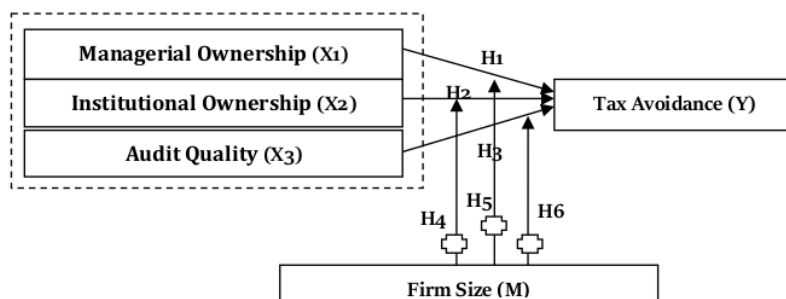 Managerial Ownership (X1)
H1
Institutional Ownership (X2)
H2
Tax Avoidance (Y)
Audit Quality (X3)
H3
H4
H5
H6
Firm Size (M)